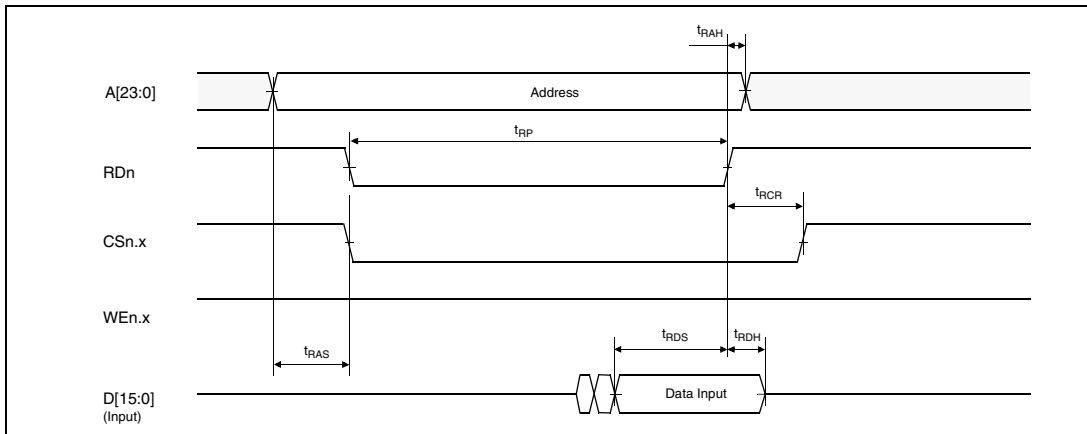 tRAH
A[23:0]
Address
tRP
RDn
tRCR
CSn.x
WEn.x
tRDS
tRDH
tRAS
D[15:0]
Data Input
(Input)